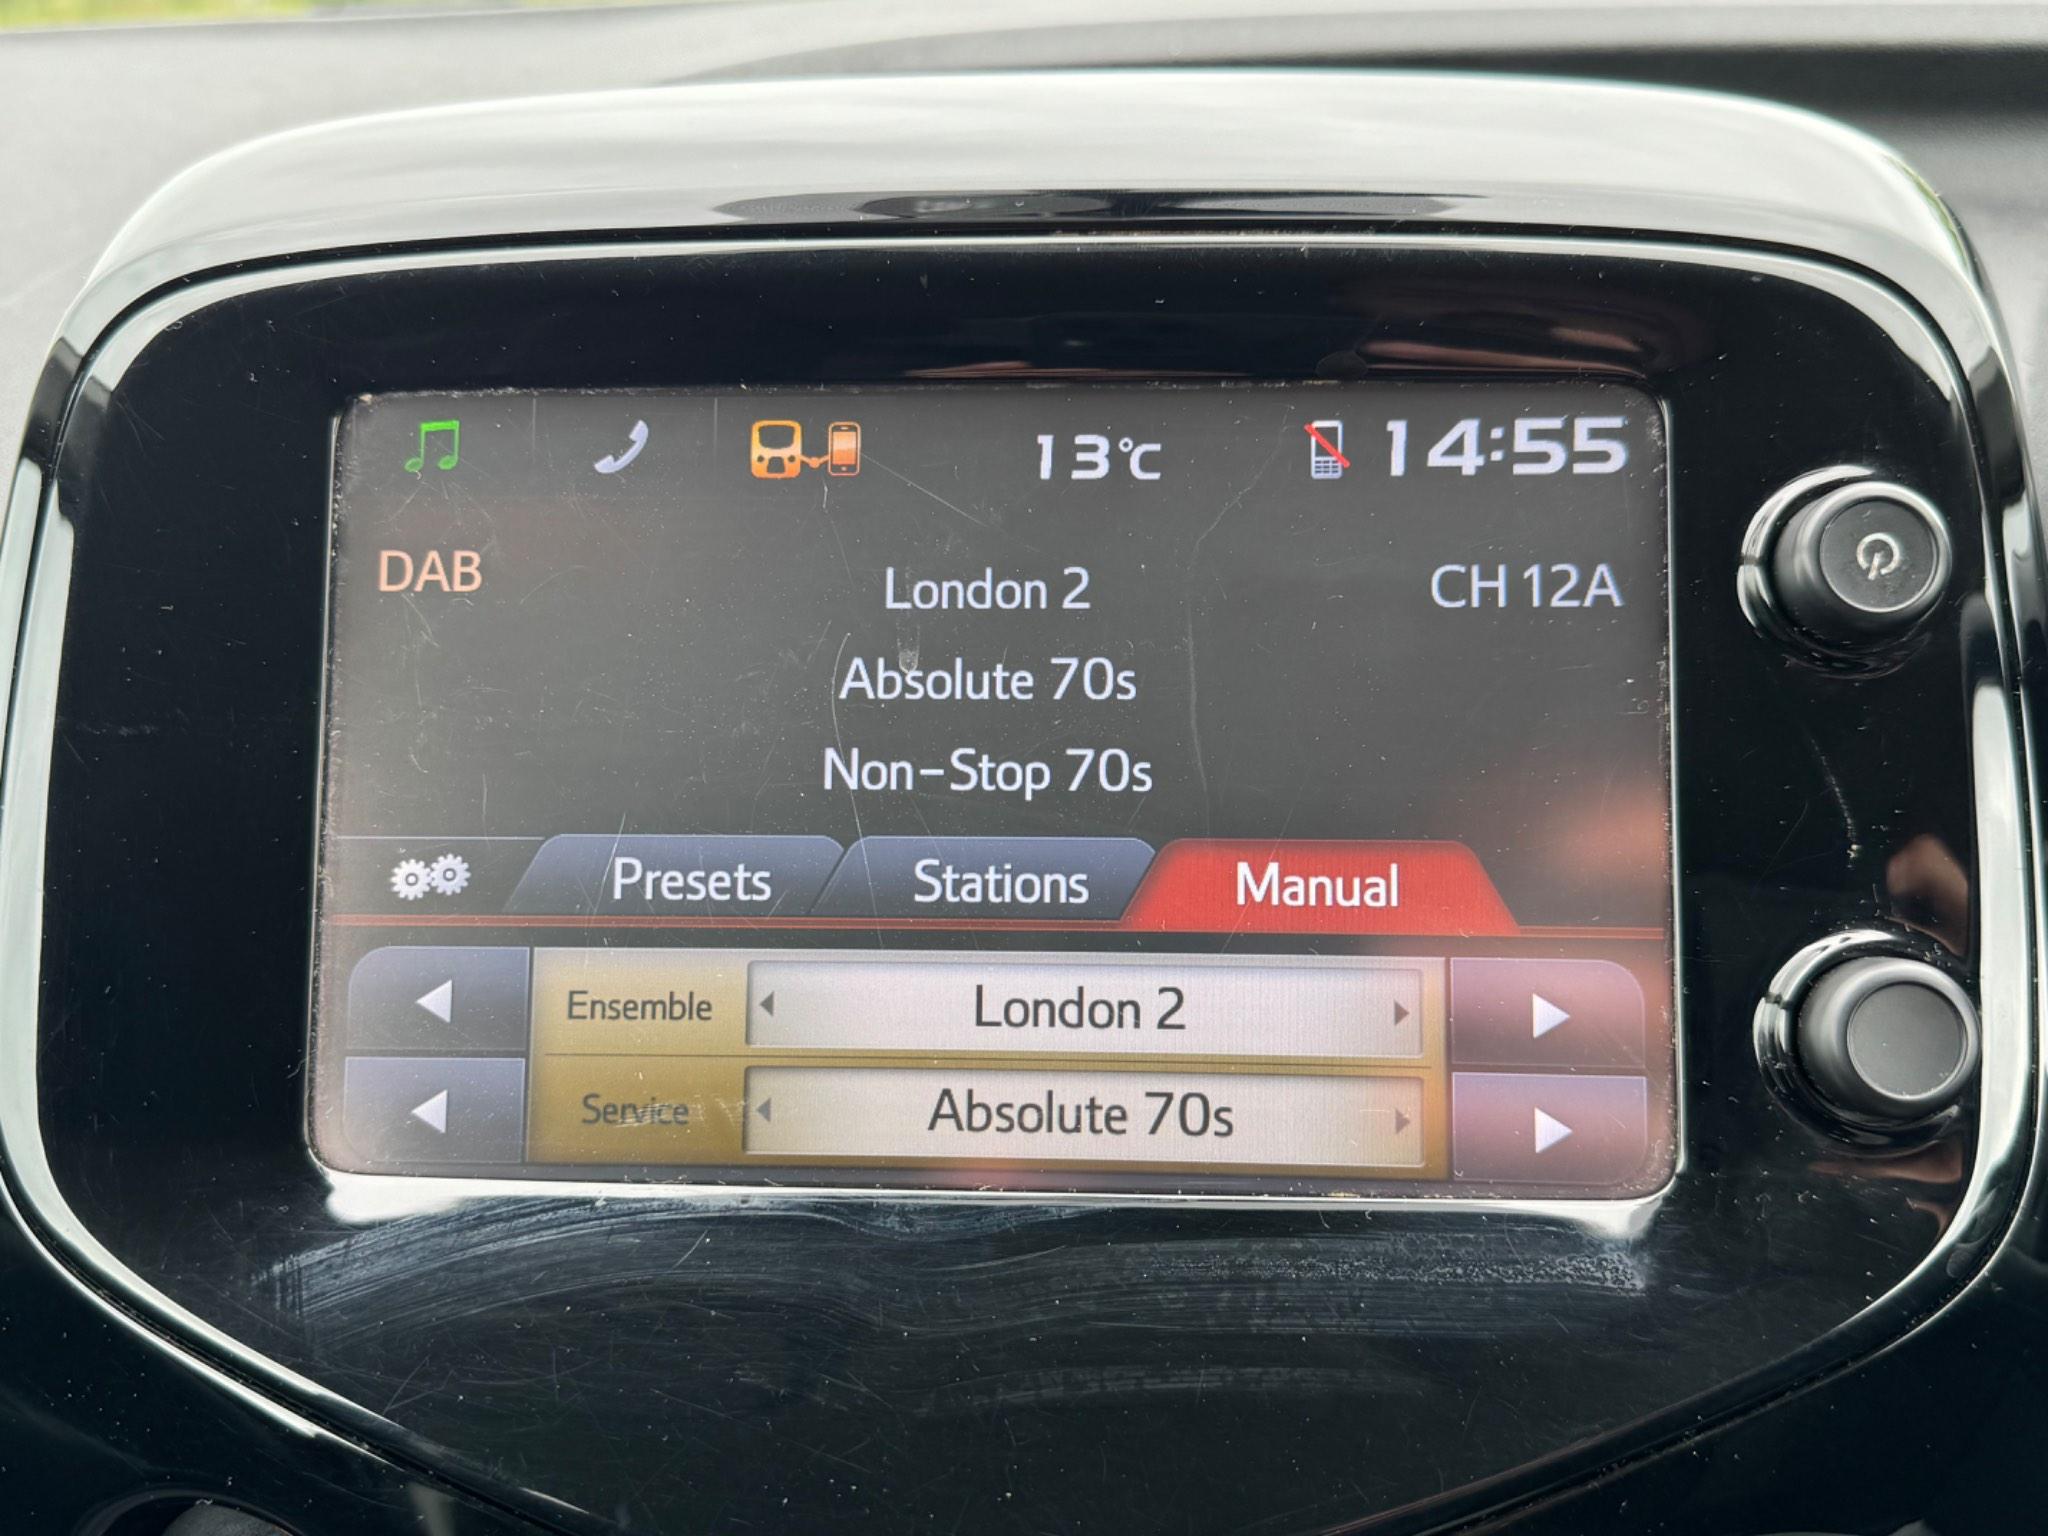 13°C 14:55
DAB London 2 CH 12A
Absolute 70s
Non-Stop 70s
Presets Stations Manual
Ensemble London 2
Service Absolute 70s